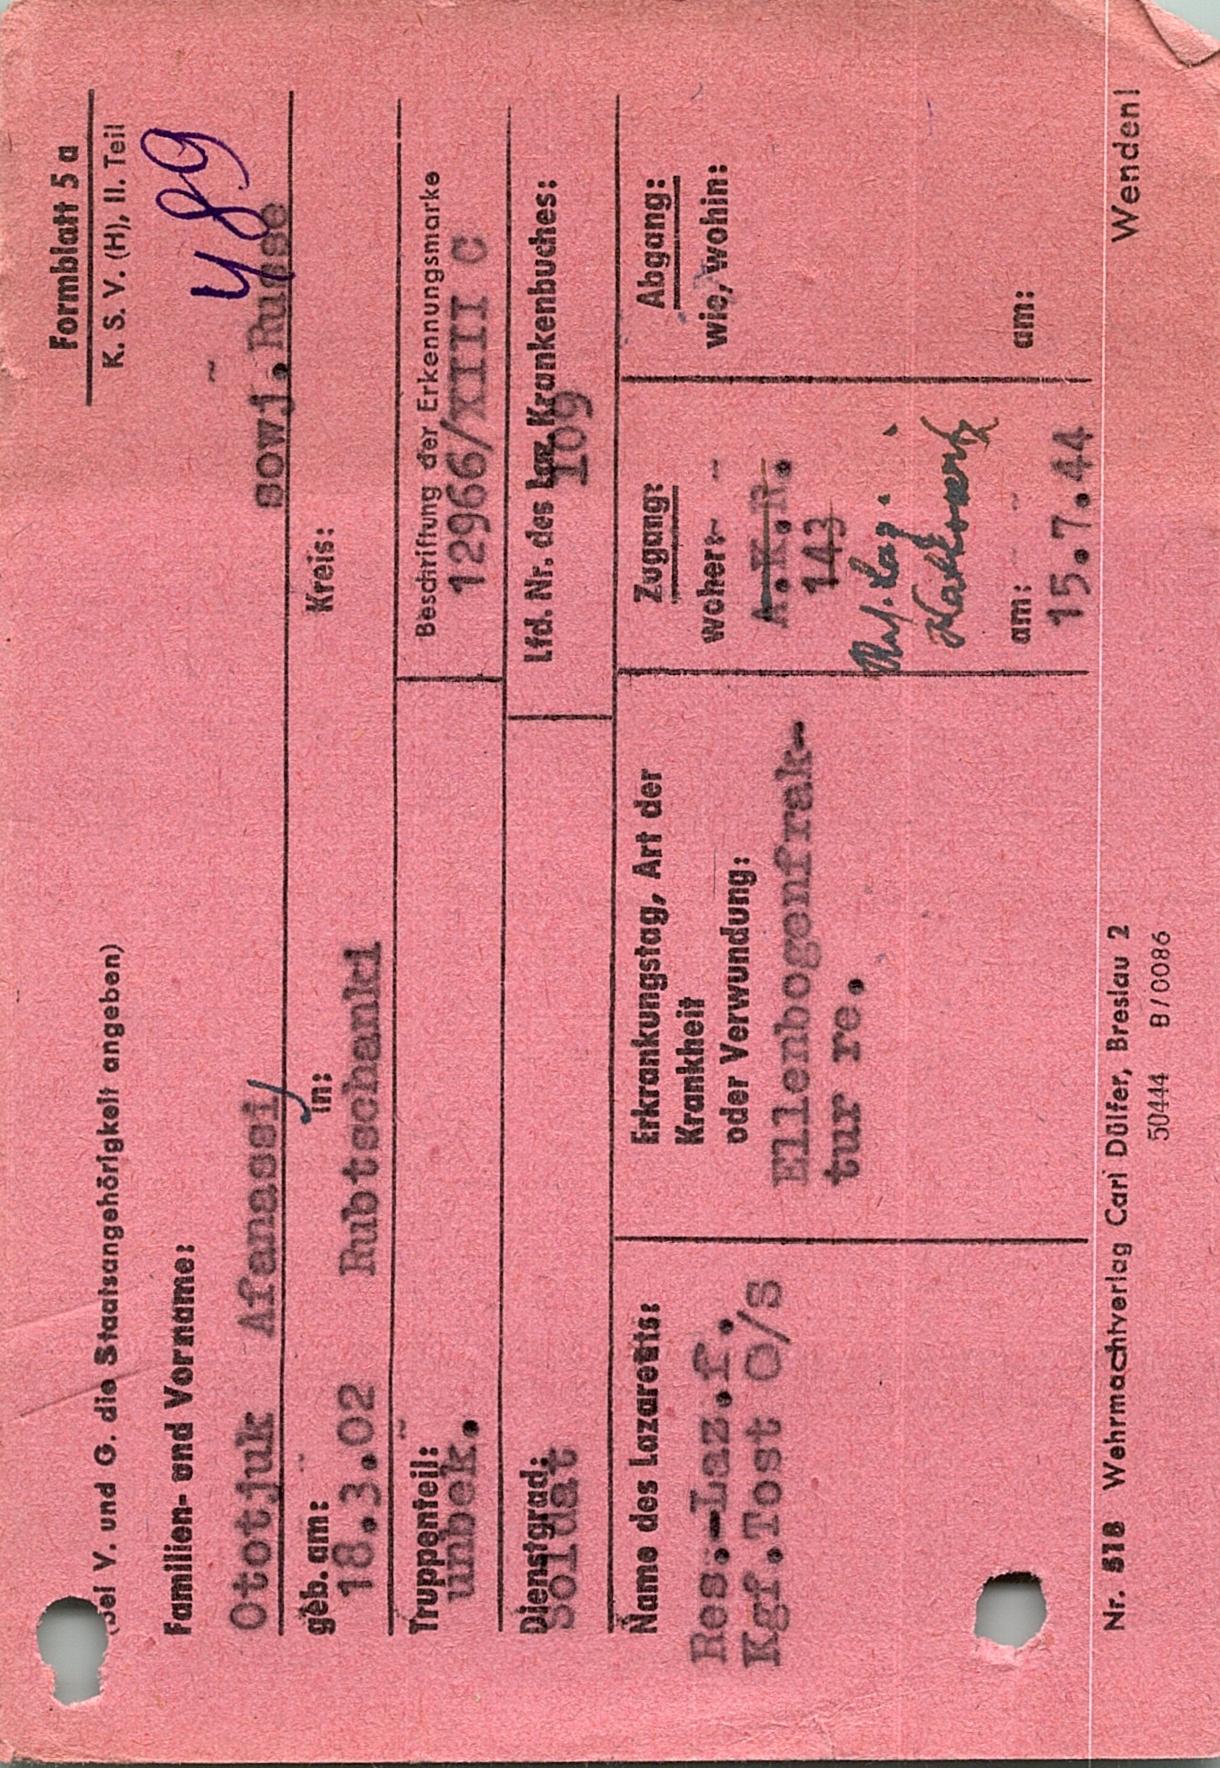 Formblatt 5 a
K. S. V. (H), II. Teil
(Bei V. und G. die Staatsangehörigkeit angeben)
489
Familien- und Vorname:
Ototjuk Afanassi sowj. Russe
geb. am: in: Kreis:
18.3.02 Rubtschanki
Truppenteil: Beschriftung der Erkennungsmarke
unbek. 12966/XIII C
Dienstgrad: Lfd. Nr. des Laz. Krankenbuches:
Soldat 109
Name des Lazaretts:
Res.-Laz.f.
Kgf.Tost O/S
Erkrankungstag, Art der
Krankheit
oder Verwundung:
Ellenbogenfrak-
tur re.
Zugang:
woher:
A.K.R.
143
Res. Laz.
am:
15.7.44
Abgang:
wie, wohin:
am:
Nr. 518 Wehrmachtverlag Carl Dülfer, Breslau 2 Wenden!
50444 B/0086